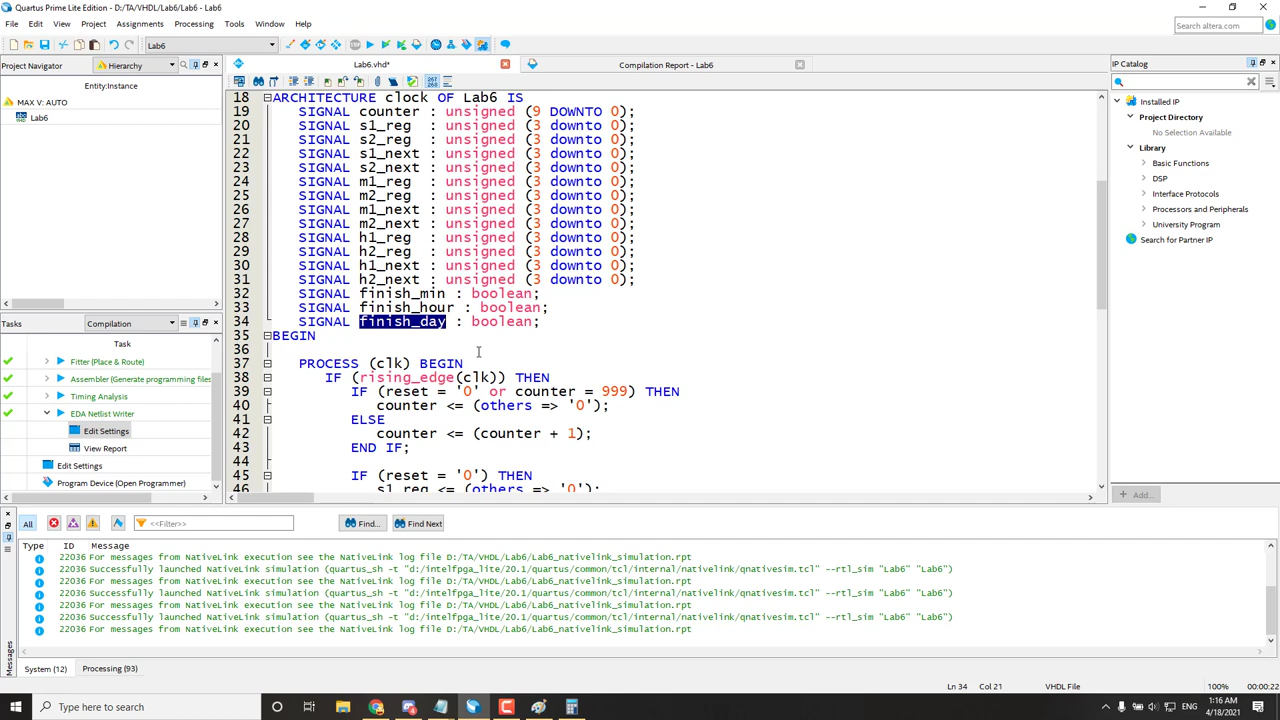 Quartus Prime Lite Edition - D:/TA/VHDL/Lab6/Lab6 - Lab6
File Edit View Project Assignments Processing Tools Window Help
Search altera.com
Lab6
Project Navigator Hierarchy
Entity:Instance
MAX V: AUTO
Lab6
Tasks Compilation
Task
Fitter (Place & Route)
Assembler (Generate programming files
Timing Analysis
EDA Netlist Writer
Edit Settings
View Report
Edit Settings
Program Device (Open Programmer)
Lab6.vhd* Compilation Report - Lab6
18 ARCHITECTURE clock OF Lab6 IS
19 SIGNAL counter : unsigned (9 DOWNTO 0);
20 SIGNAL s1_reg : unsigned (3 downto 0);
21 SIGNAL s2_reg : unsigned (3 downto 0);
22 SIGNAL s1_next : unsigned (3 downto 0);
23 SIGNAL s2_next : unsigned (3 downto 0);
24 SIGNAL m1_reg : unsigned (3 downto 0);
25 SIGNAL m2_reg : unsigned (3 downto 0);
26 SIGNAL m1_next : unsigned (3 downto 0);
27 SIGNAL m2_next : unsigned (3 downto 0);
28 SIGNAL h1_reg : unsigned (3 downto 0);
29 SIGNAL h2_reg : unsigned (3 downto 0);
30 SIGNAL h1_next : unsigned (3 downto 0);
31 SIGNAL h2_next : unsigned (3 downto 0);
32 SIGNAL finish_min : boolean;
33 SIGNAL finish_hour : boolean;
34 SIGNAL finish_day : boolean;
35 BEGIN
36
37 PROCESS (clk) BEGIN
38 IF (rising_edge(clk)) THEN
39 IF (reset = '0' or counter = 999) THEN
40 counter <= (others => '0');
41 ELSE
42 counter <= (counter + 1);
43 END IF;
44
45 IF (reset = '0') THEN
46 s1_reg <= (others => '0');
IP Catalog
Installed IP
Project Directory
No Selection Available
Library
Basic Functions
DSP
Interface Protocols
Processors and Peripherals
University Program
Search for Partner IP
Add...
All <<Filter>> Find... Find Next
Type ID Message
22036 For messages from NativeLink execution see the NativeLink log file D:/TA/VHDL/Lab6/Lab6_nativelink_simulation.rpt
22036 Successfully launched NativeLink simulation (quartus_sh -t "d:/intelfpga_lite/20.1/quartus/common/tcl/internal/nativelink/qnativesim.tcl" --rtl_sim "Lab6" "Lab6")
22036 For messages from NativeLink execution see the NativeLink log file D:/TA/VHDL/Lab6/Lab6_nativelink_simulation.rpt
22036 Successfully launched NativeLink simulation (quartus_sh -t "d:/intelfpga_lite/20.1/quartus/common/tcl/internal/nativelink/qnativesim.tcl" --rtl_sim "Lab6" "Lab6")
22036 For messages from NativeLink execution see the NativeLink log file D:/TA/VHDL/Lab6/Lab6_nativelink_simulation.rpt
22036 Successfully launched NativeLink simulation (quartus_sh -t "d:/intelfpga_lite/20.1/quartus/common/tcl/internal/nativelink/qnativesim.tcl" --rtl_sim "Lab6" "Lab6")
22036 For messages from NativeLink execution see the NativeLink log file D:/TA/VHDL/Lab6/Lab6_nativelink_simulation.rpt
Messages
System (12) Processing (93)
Ln 34 Col 21 VHDL File 100% 00:00:22
Type here to search
ENG
1:16 AM
4/18/2021